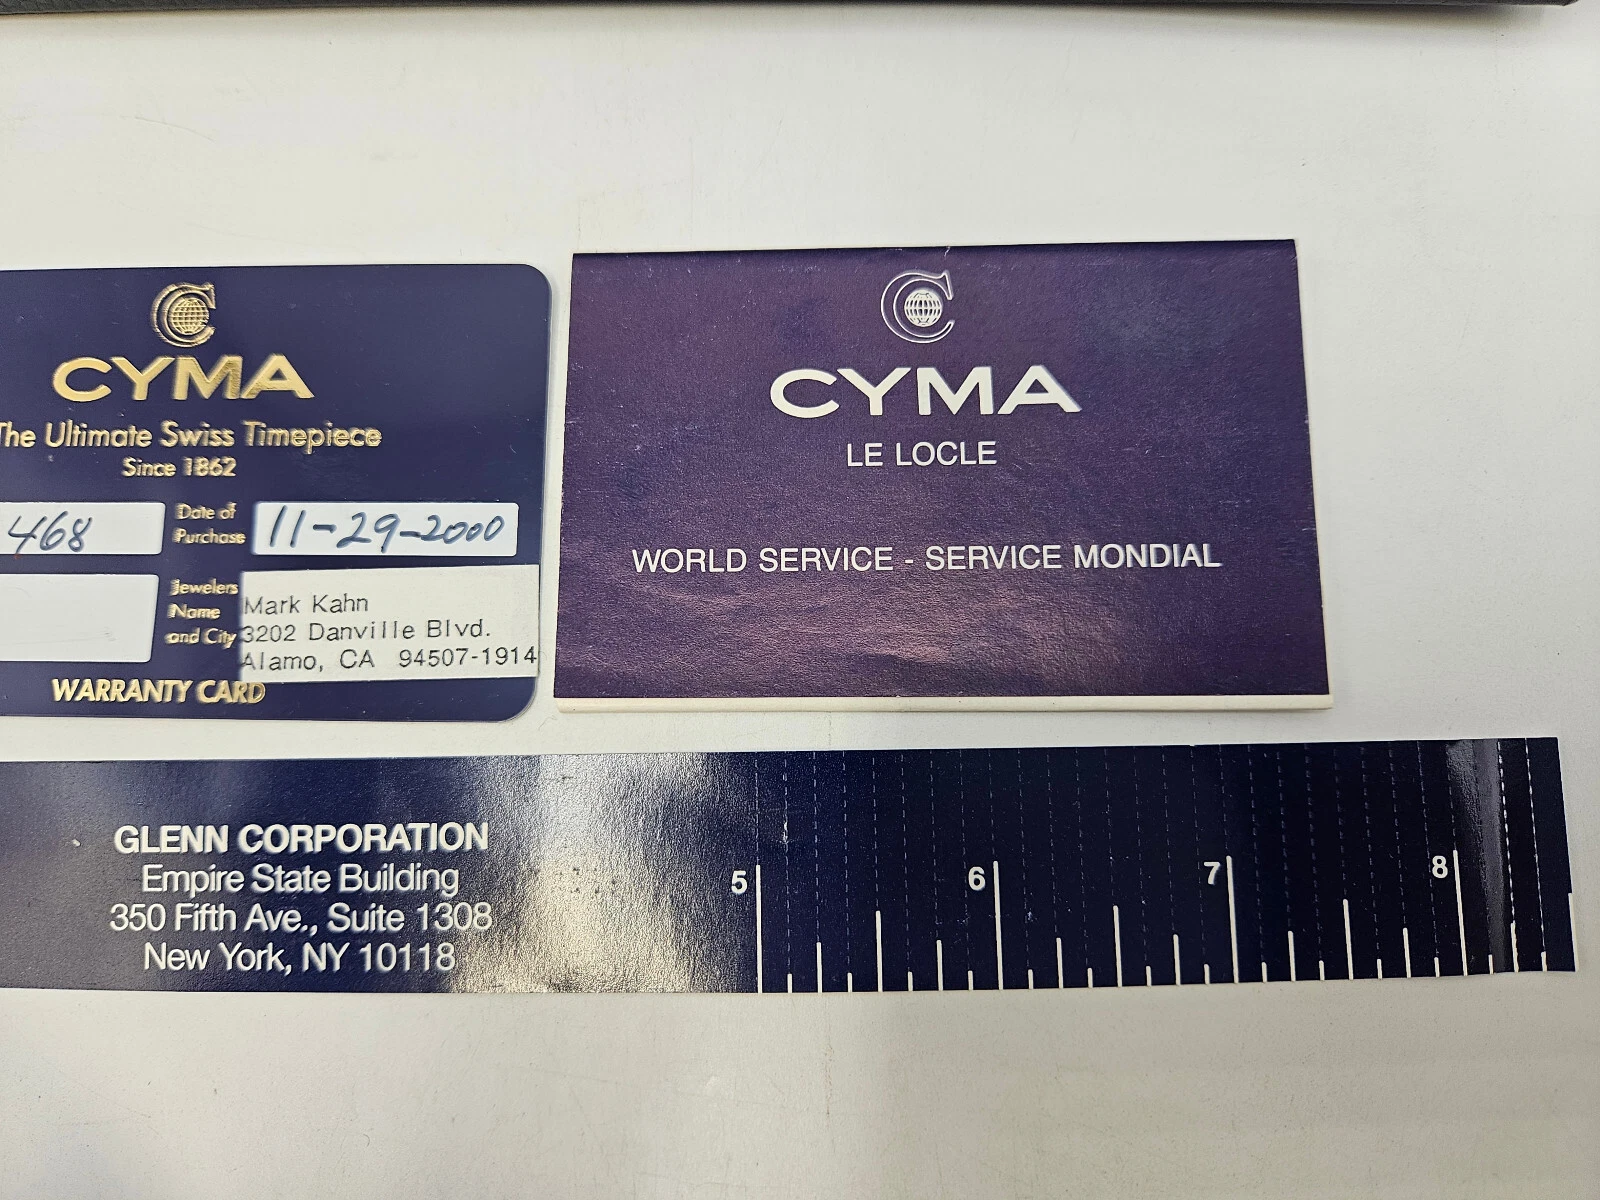 CYMA
The Ultimate Swiss Timepiece
Since 1862
468
Date of
Purchase
11-29-2000
Jewelers
Name
and City
Mark Kahn
3202 Danville Blvd.
Alamo, CA 94507-1914
WARRANTY CARD
C
CYMA
LE LOCLE
WORLD SERVICE - SERVICE MONDIAL
GLENN CORPORATION
Empire State Building
350 Fifth Ave., Suite 1308
New York, NY 10118
5 6 7 8